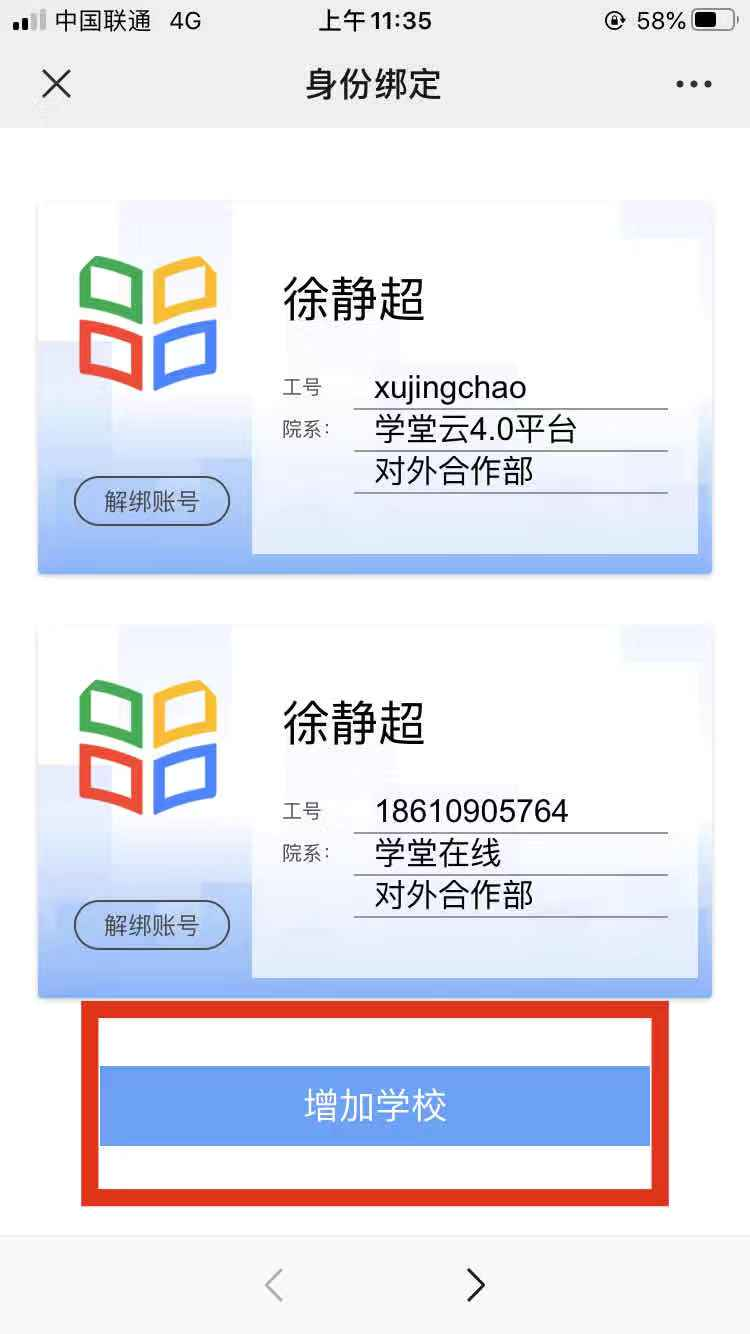 中国联通 4G 上午11:35 58%
身份绑定
徐静超
工号 xujingchao
院系： 学堂云4.0平台
对外合作部
解绑账号
徐静超
工号 18610905764
院系： 学堂在线
对外合作部
解绑账号
增加学校